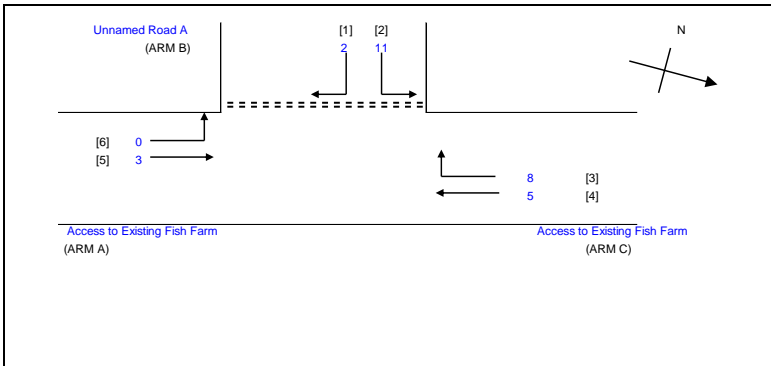 Unnamed Road A [1] [2] N
(ARM B) 2 11
[6] 0
[5] 3
8 [3]
5 [4]
Access to Existing Fish Farm Access to Existing Fish Farm
(ARM A) (ARM C)